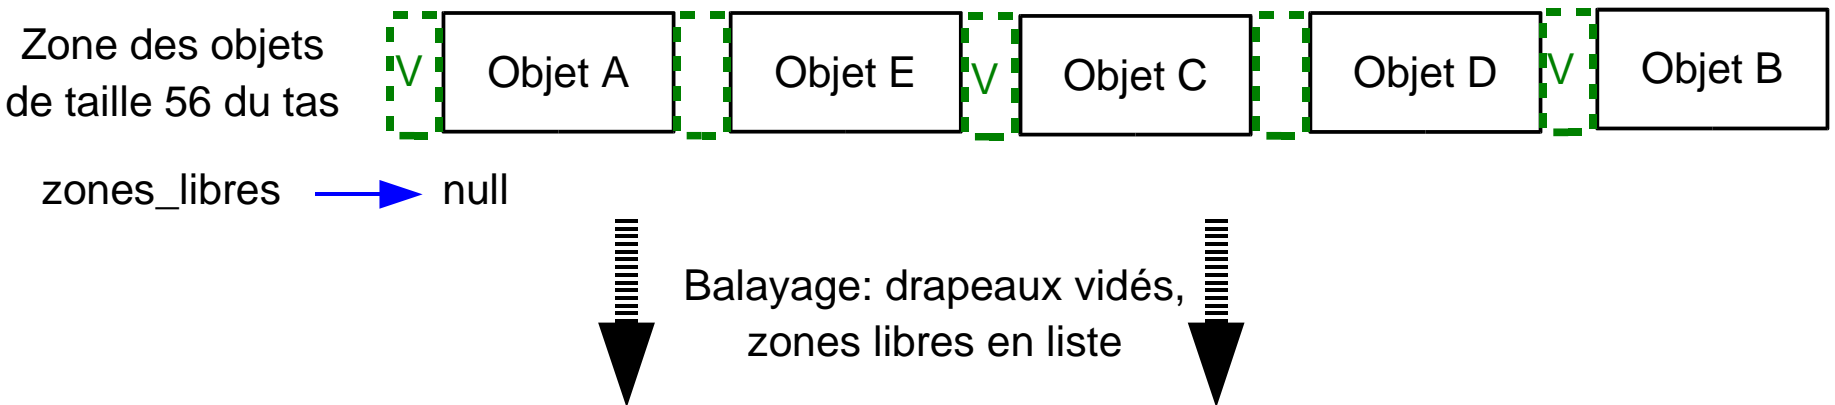 Zone des objets
de taille 56 du tas
V Objet A Objet E V Objet C Objet D V Objet B
zones_libres null
Balayage: drapeaux vidés,
zones libres en liste